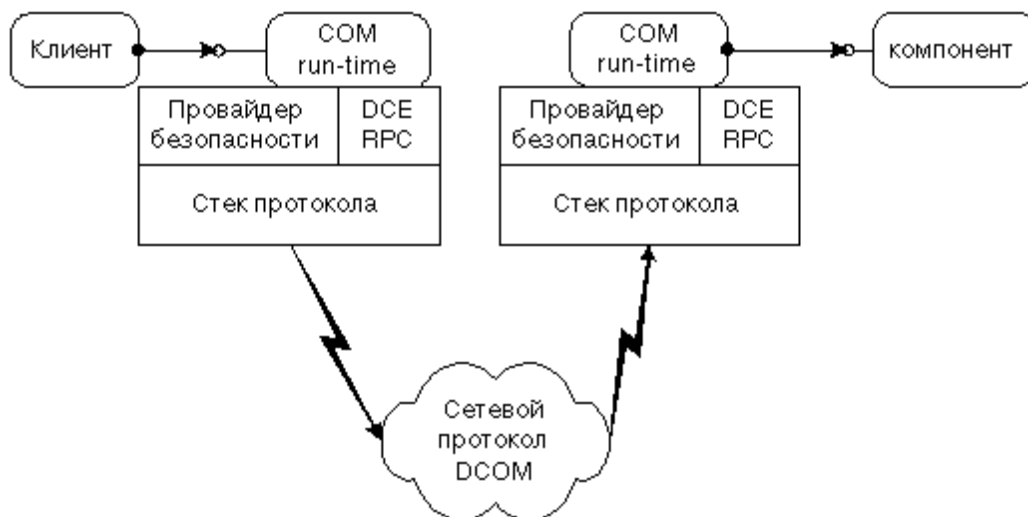 Клиент
COM
run-time
COM
run-time
компонент
Провайдер
безопасности
DCE
RPC
Провайдер
безопасности
DCE
RPC
Стек протокола
Стек протокола
Сетевой
протокол
DCOM